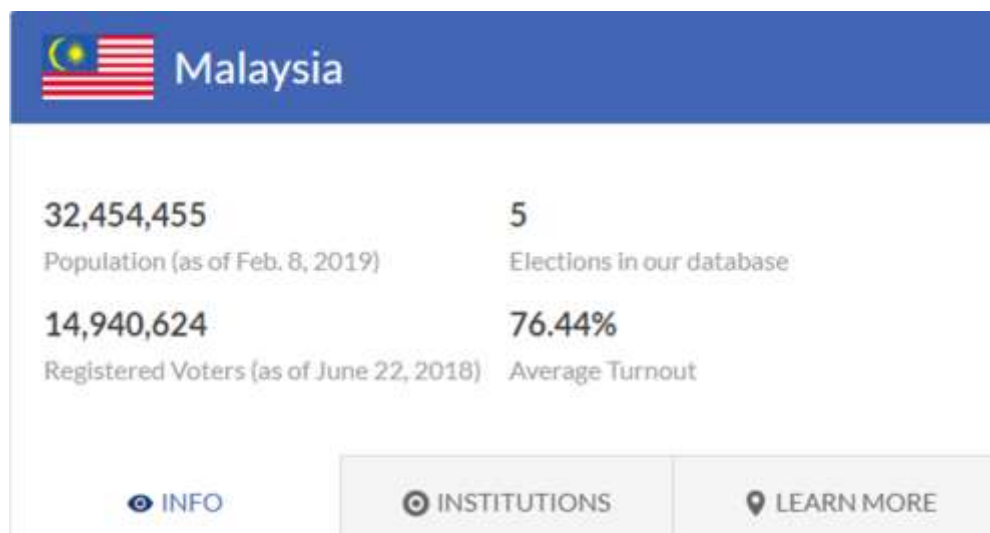 Malaysia
32,454,455
Population (as of Feb. 8, 2019)
5
Elections in our database
14,940,624
Registered Voters (as of June 22, 2018)
76.44%
Average Turnout
INFO
INSTITUTIONS
LEARN MORE